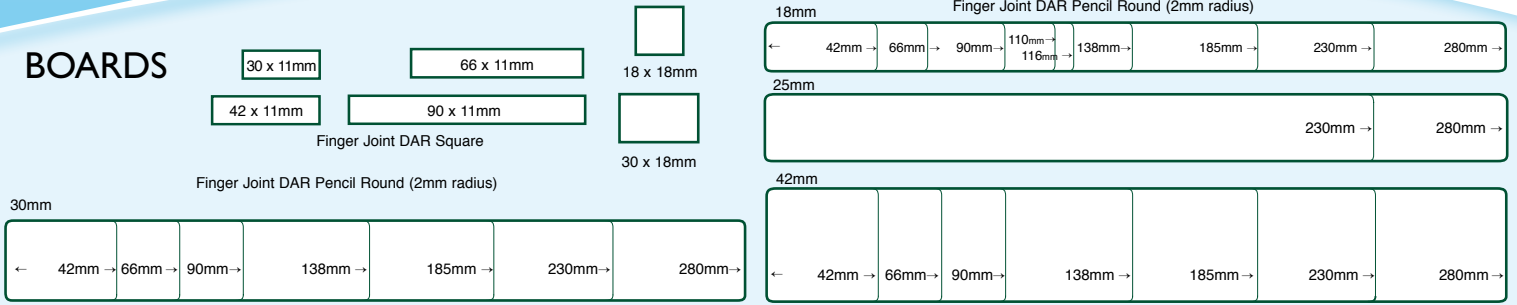 BOARDS
30 x 11mm
66 x 11mm
42 x 11mm
90 x 11mm
Finger Joint DAR Square
18 x 18mm
30 x 18mm
Finger Joint DAR Pencil Round (2mm radius)
30mm
← 42mm → 66mm → 90mm → 138mm → 185mm → 230mm → 280mm →
Finger Joint DAR Pencil Round (2mm radius)
18mm
← 42mm → 66mm → 90mm → 110mm → 116mm → 138mm → 185mm → 230mm → 280mm →
25mm
230mm → 280mm →
42mm
← 42mm → 66mm → 90mm → 138mm → 185mm → 230mm → 280mm →